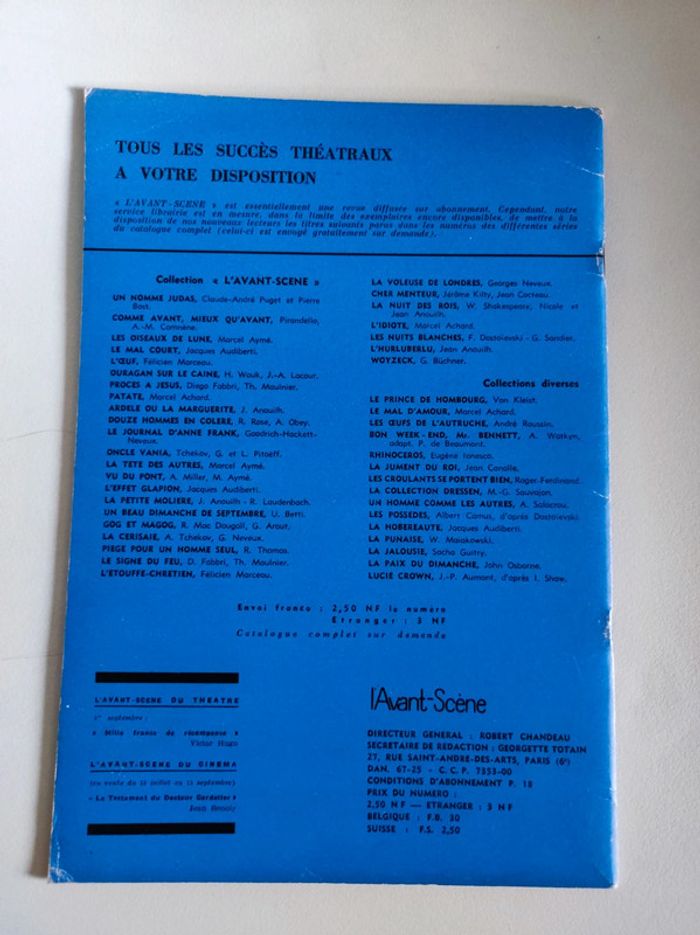 TOUS LES SUCCÈS THÉATRAUX
A VOTRE DISPOSITION
« L'AVANT-SCENE » est essentiellement une revue diffusée sur abonnement. Cependant, notre
service librairie est en mesure, dans la limite des exemplaires encore disponibles, de mettre à la
disposition de nos nouveaux lecteurs les titres suivants parus dans les numéros des différentes séries
du catalogue complet (celui-ci est envoyé gratuitement sur demande).
Collection « L'AVANT-SCENE »
UN NOMME JUDAS, Claude-André Puget et Pierre
Bost.
COMME AVANT, MIEUX QU'AVANT, Pirandello,
A.-M. Comnène.
LES OISEAUX DE LUNE, Marcel Aymé.
LE MAL COURT, Jacques Audiberti.
L'ŒUF, Félicien Marceau.
OURAGAN SUR LE CAINE, H. Wouk, J.-A. Lacour.
PROCES A JESUS, Diego Fabbri, Th. Maulnier.
PATATE, Marcel Achard.
ARDELE OU LA MARGUERITE, J. Anouilh.
DOUZE HOMMES EN COLERE, R. Rose, A. Obey.
LE JOURNAL D'ANNE FRANK, Goodrich-Hackett-
Neveux.
ONCLE VANIA, Tchekov, G. et L. Pitoëff.
LA TETE DES AUTRES, Marcel Aymé.
VU DU PONT, A. Miller, M. Aymé.
L'EFFET GLAPION, Jacques Audiberti.
LA PETITE MOLIERE, J. Anouilh - R. Laudenbach.
UN BEAU DIMANCHE DE SEPTEMBRE, U. Betti.
GOG ET MAGOG, R. Mac Dougall, G. Arout.
LA CERISAIE, A. Tchekov, G. Neveux.
PIEGE POUR UN HOMME SEUL, R. Thomas.
LE SIGNE DU FEU, D. Fabbri, Th. Maulnier.
L'ETOUFFE-CHRETIEN, Félicien Marceau.
LA VOLEUSE DE LONDRES, Georges Neveux.
CHER MENTEUR, Jérôme Kilty, Jean Cocteau.
LA NUIT DES ROIS, W. Shakespeare, Nicole et
Jean Anouilh.
L'IDIOTE, Marcel Achard.
LES NUITS BLANCHES, F. Dostoïevski - G. Sandier.
L'HURLUBERLU, Jean Anouilh.
WOYZECK, G. Büchner.
Collections diverses
LE PRINCE DE HOMBOURG, Von Kleist.
LE MAL D'AMOUR, Marcel Achard.
LES ŒUFS DE L'AUTRUCHE, André Roussin.
BON WEEK-END, Mr. BENNETT, A. Watkyn,
adapt. P. de Beaumont.
RHINOCEROS, Eugène Ionesco.
LA JUMENT DU ROI, Jean Canolle.
LES CROULANTS SE PORTENT BIEN, Roger-Ferdinand.
LA COLLECTION DRESSEN, M.-G. Sauvajon.
UN HOMME COMME LES AUTRES, A. Salacrou.
LES POSSEDES, Albert Camus, d'après Dostoïevski.
LA HOBEREAUTE, Jacques Audiberti.
LA PUNAISE, W. Maiakowski.
LA JALOUSIE, Sacha Guitry.
LA PAIX DU DIMANCHE, John Osborne.
LUCIE CROWN, J.-P. Aumont, d'après I. Shaw.
Envoi franco : 2,50 NF le numéro
Etranger : 3 NF
Catalogue complet sur demande
L'AVANT-SCENE DU THEATRE
1er septembre :
« Mille francs de récompense »
Victor Hugo
L'AVANT-SCENE DU CINEMA
(en vente du 15 juillet au 15 septembre)
« Le Testament du Docteur Cordelier »
Jean Renoir
l'Avant-Scène
DIRECTEUR GENERAL : ROBERT CHANDEAU
SECRETAIRE DE REDACTION : GEORGETTE TOTAIN
27, RUE SAINT-ANDRE-DES-ARTS, PARIS (6e)
DAN. 67-25 - C.C.P. 7353-00
CONDITIONS D'ABONNEMENT P. 18
PRIX DU NUMERO :
2,50 NF — ETRANGER : 3 NF
BELGIQUE : F.B. 30
SUISSE : F.S. 2,50